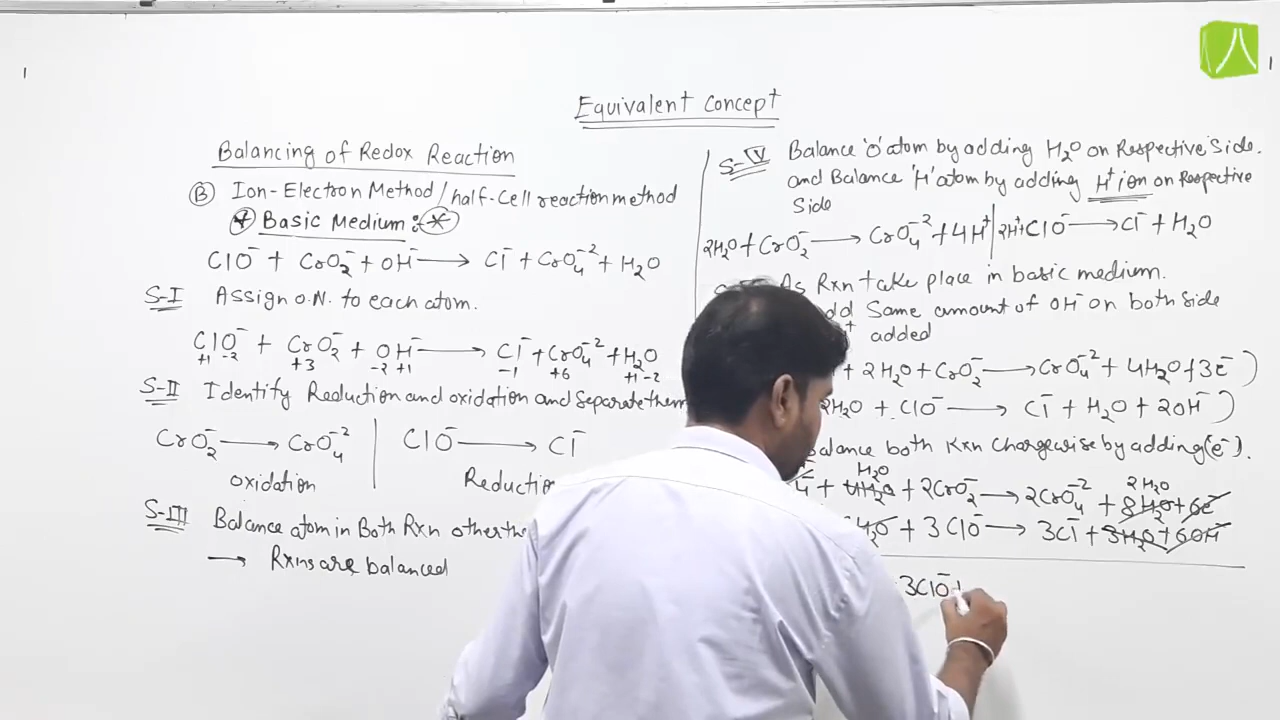 Equivalent Concept
Balancing of Redox Reaction
Ⓑ Ion-Electron Method / half-Cell reaction method
* Basic Medium :- *
ClO⁻ + CrO₂⁻ + OH⁻ ⟶ Cl⁻ + CrO₄⁻² + H₂O
S-I Assign O.N. to each atom.
ClO⁻ + CrO₂⁻ + OH⁻ ⟶ Cl⁻ + CrO₄⁻² + H₂O
+1 -2 +3 -2 +1 -1 +6 +1 -2
S-II Identify Reduction and oxidation and Separate them
CrO₂⁻ ⟶ CrO₄⁻² | ClO⁻ ⟶ Cl⁻
oxidation
S-III Balance atom in Both Rxn
→ Rxns are balanced
S-IV Balance 'O' atom by adding H₂O on Respective Side.
and Balance 'H' atom by adding H⁺ ion on Respective
Side
2H₂O + CrO₂⁻ ⟶ CrO₄⁻² + 4H⁺ | 2H⁺ + ClO⁻ ⟶ Cl⁻ + H₂O
As Rxn take place in basic medium.
Same amount of OH⁻ on both side
added
+ 2H₂O + CrO₂⁻ ⟶ CrO₄⁻² + 4H₂O + 3e⁻ )
2H₂O + ClO⁻ ⟶ Cl⁻ + H₂O + 2OH⁻ )
both Rxn Chargewise by adding (e⁻).
H₂O 2H₂O
+ 4H₂O + 2CrO₂⁻ ⟶ 2CrO₄⁻² + 8H₂O + 6e⁻
H₂O + 3ClO⁻ ⟶ 3Cl⁻ + 3H₂O + 6OH⁻
3ClO⁻ +